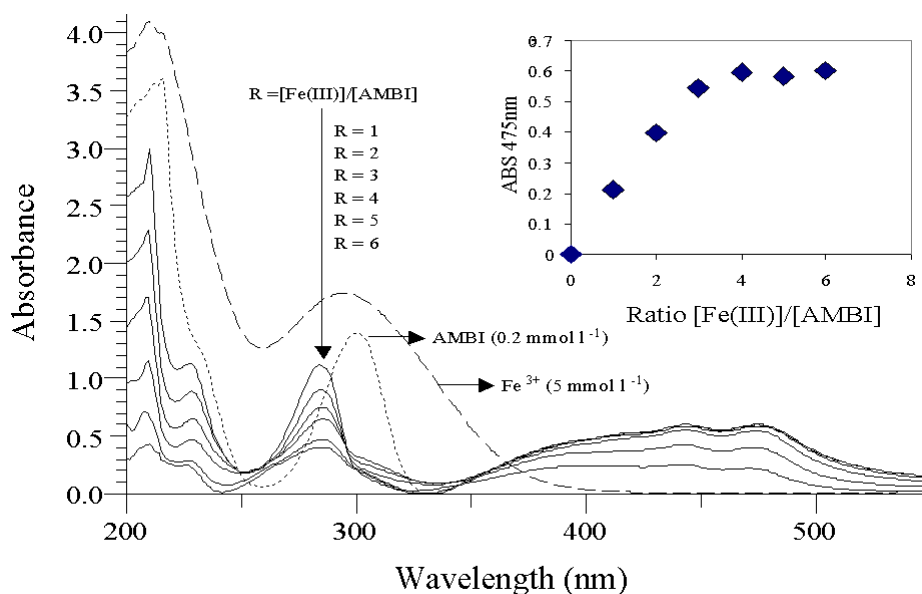 4.0
3.5
3.0
2.5
2.0
1.5
1.0
0.5
0.0
Absorbance
200
300
400
500
Wavelength (nm)
R =[Fe(III)]/[AMBI]
R = 1
R = 2
R = 3
R = 4
R = 5
R = 6
AMBI (0.2 mmol l⁻¹)
Fe³⁺ (5 mmol l⁻¹)
0.7
0.6
0.5
0.4
0.3
0.2
0.1
0
ABS 475nm
0
2
4
6
8
Ratio [Fe(III)]/[AMBI]